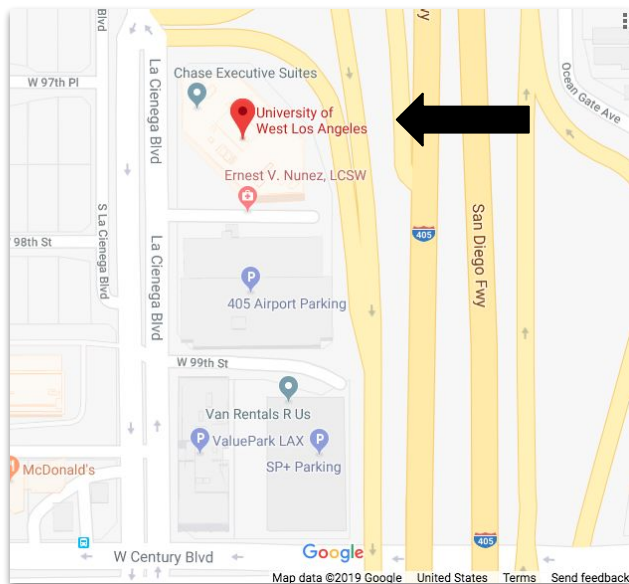 Blvd
W 97th Pl
La Cienega Blvd
Chase Executive Suites
University of
West Los Angeles
Ocean Gate Ave
Ernest V. Nunez, LCSW
98th St
S La Cienega Blvd
La Cienega Blvd
405
San Diego Fwy
405 Airport Parking
P
W 99th St
Van Rentals R Us
P
ValuePark LAX
P
SP+ Parking
McDonald's
405
W Century Blvd
Google
Map data ©2019 Google United States Terms Send feedback